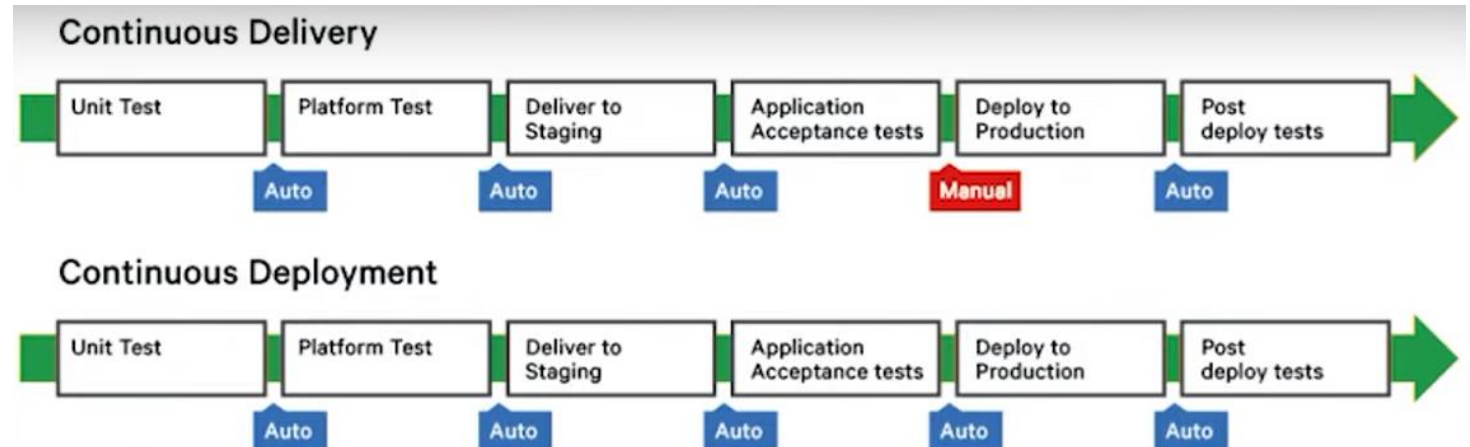 Continuous Delivery
Unit Test
Platform Test
Deliver to
Staging
Application
Acceptance tests
Deploy to
Production
Post
deploy tests
Auto
Auto
Auto
Manual
Auto
Continuous Deployment
Unit Test
Platform Test
Deliver to
Staging
Application
Acceptance tests
Deploy to
Production
Post
deploy tests
Auto
Auto
Auto
Auto
Auto